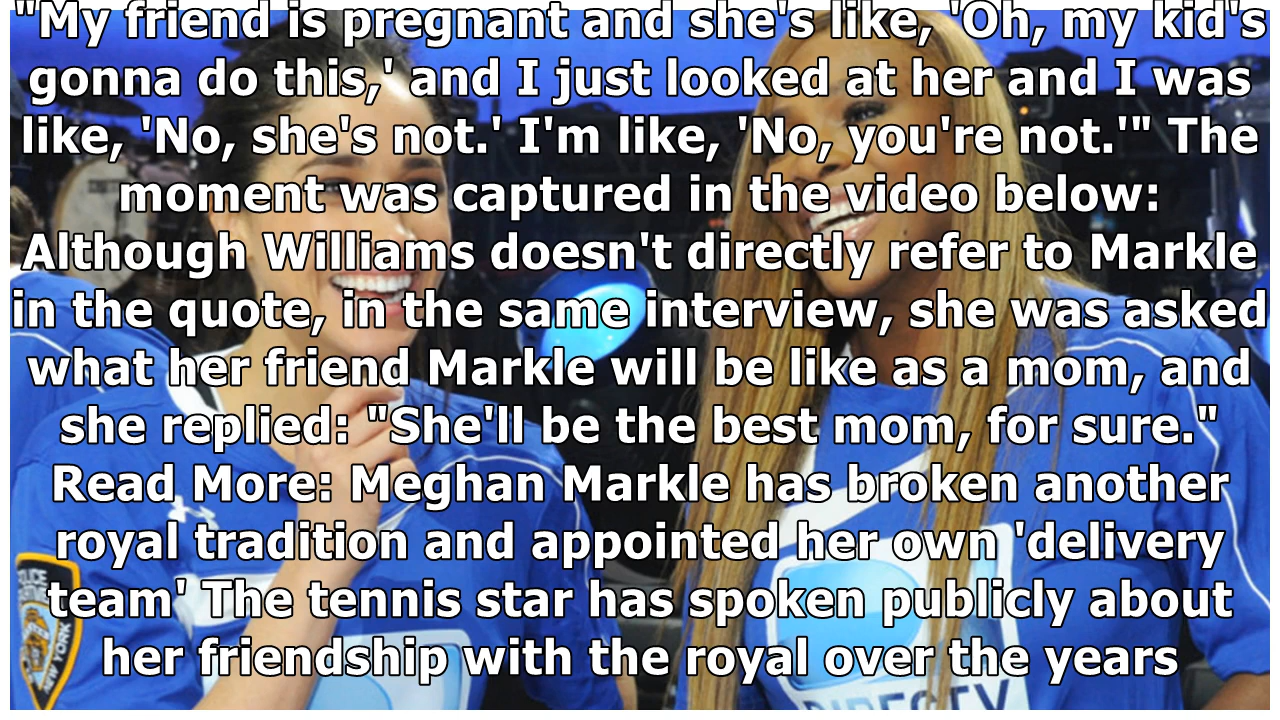 "My friend is pregnant and she's like, 'Oh, my kid's
gonna do this,' and I just looked at her and I was
like, 'No, she's not.' I'm like, 'No, you're not.'" The
moment was captured in the video below:
Although Williams doesn't directly refer to Markle
in the quote, in the same interview, she was asked
what her friend Markle will be like as a mom, and
she replied: "She'll be the best mom, for sure."
Read More: Meghan Markle has broken another
royal tradition and appointed her own 'delivery
team' The tennis star has spoken publicly about
her friendship with the royal over the years
NEW YORK
DIRECTV